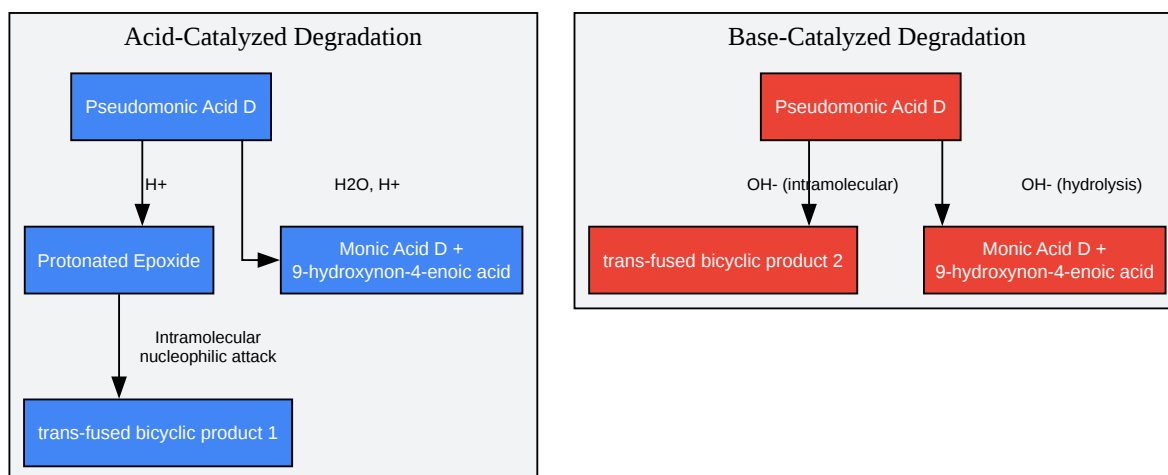 Acid-Catalyzed Degradation
Pseudomonic Acid D
H+
H2O, H+
Protonated Epoxide
Monic Acid D +
9-hydroxynon-4-enoic acid
Intramolecular
nucleophilic attack
trans-fused bicyclic product 1
Base-Catalyzed Degradation
Pseudomonic Acid D
OH- (intramolecular)
OH- (hydrolysis)
trans-fused bicyclic product 2
Monic Acid D +
9-hydroxynon-4-enoic acid